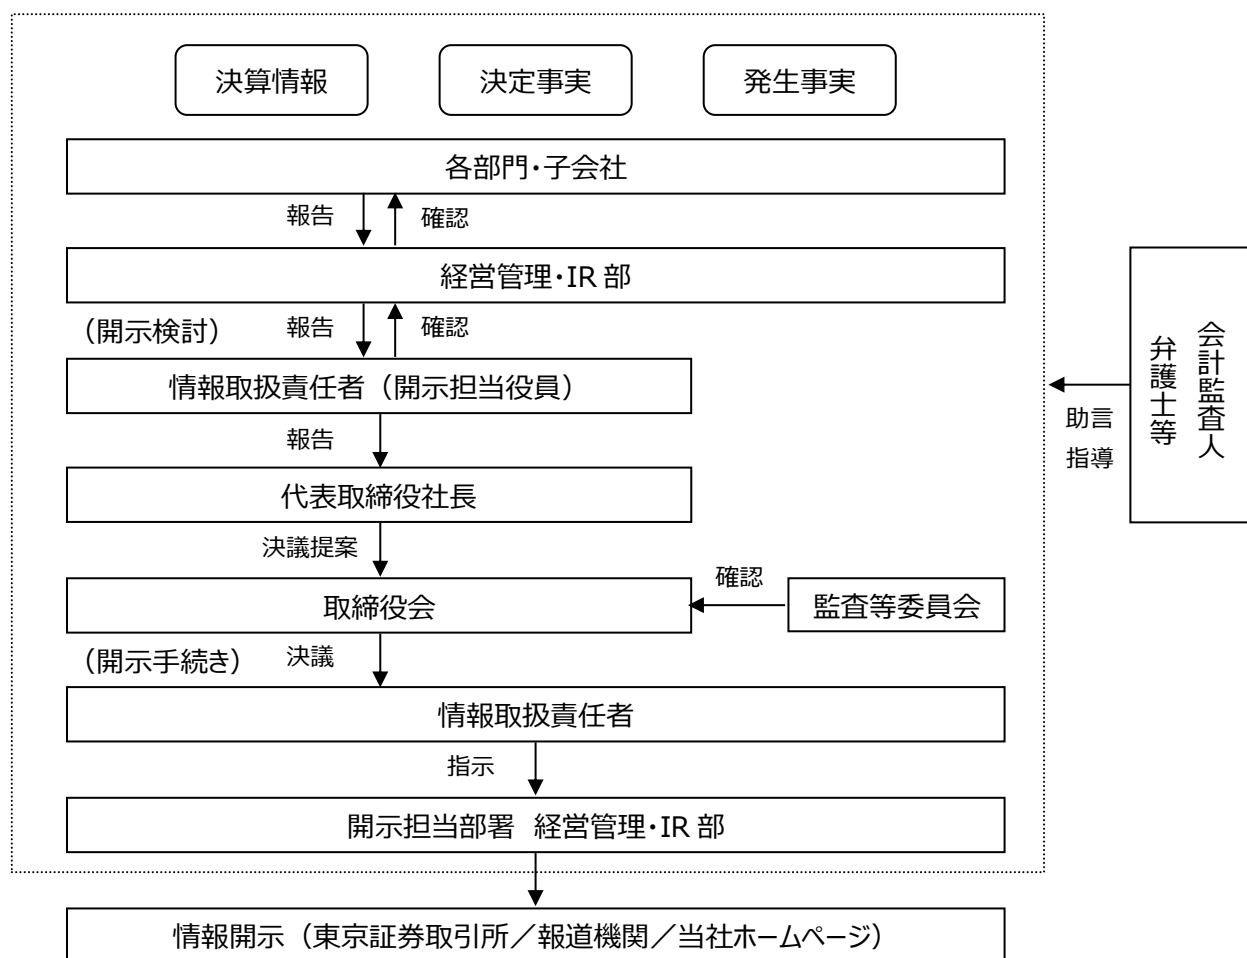 決算情報
決定事実
発生事実
各部門・子会社
報告
確認
経営管理・IR 部
（開示検討）
報告
確認
情報取扱責任者（開示担当役員）
報告
代表取締役社長
決議提案
取締役会
確認
監査等委員会
（開示手続き）
決議
情報取扱責任者
指示
開示担当部署 経営管理・IR 部
情報開示（東京証券取引所／報道機関／当社ホームページ）
会計監査人
弁護士等
助言
指導